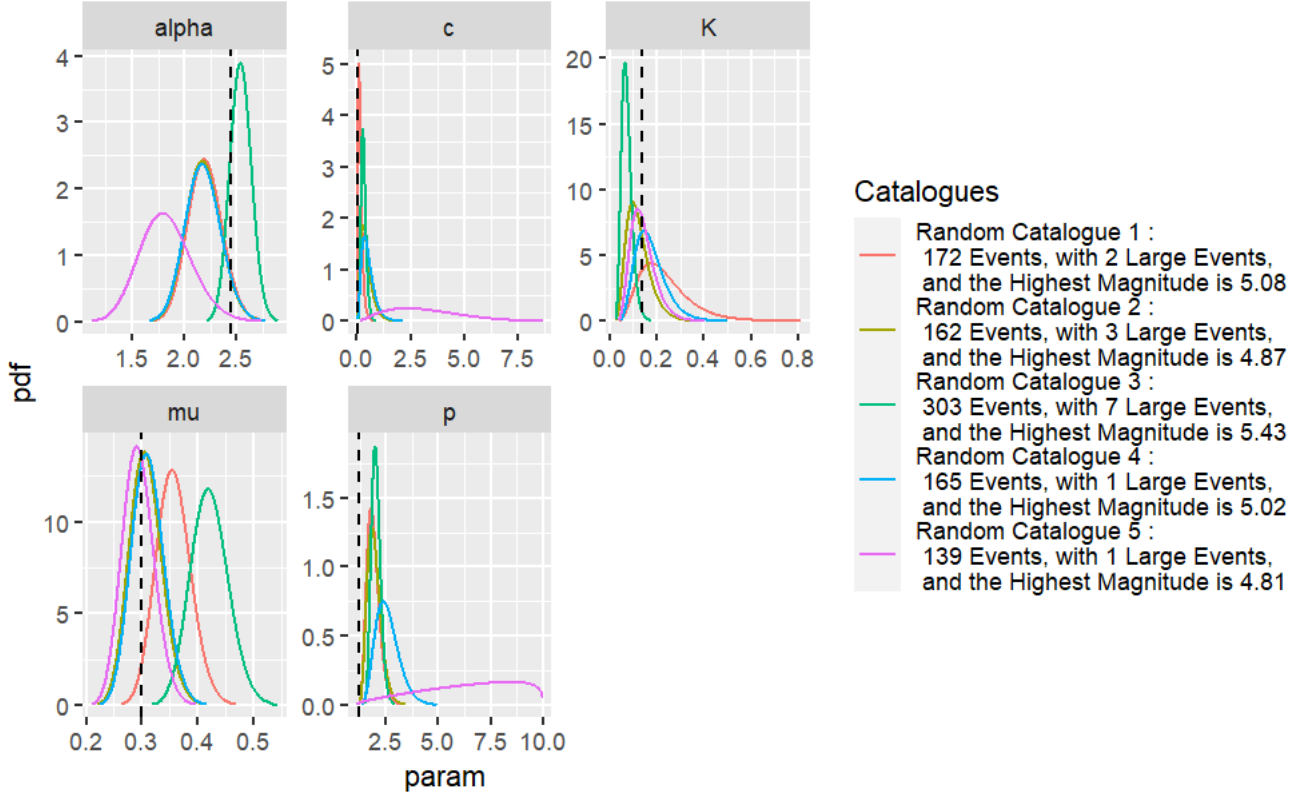 alpha
c
K
4
3
2
1
0
1.5 2.0 2.5
5
4
3
2
1
0
0.0 2.5 5.0 7.5
20
15
10
5
0
0.0 0.2 0.4 0.6 0.8
pdf
mu
p
10
5
0
0.2 0.3 0.4 0.5
1.5
1.0
0.5
0.0
2.5 5.0 7.5 10.0
param
Catalogues
Random Catalogue 1 :
172 Events, with 2 Large Events,
and the Highest Magnitude is 5.08
Random Catalogue 2 :
162 Events, with 3 Large Events,
and the Highest Magnitude is 4.87
Random Catalogue 3 :
303 Events, with 7 Large Events,
and the Highest Magnitude is 5.43
Random Catalogue 4 :
165 Events, with 1 Large Events,
and the Highest Magnitude is 5.02
Random Catalogue 5 :
139 Events, with 1 Large Events,
and the Highest Magnitude is 4.81